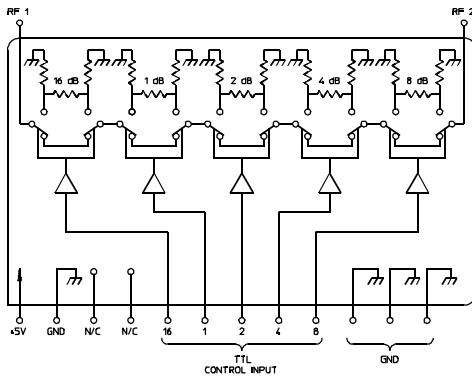 RF 1 RF 2
16 dB 1 dB 2 dB 4 dB 8 dB
+5V GND N/C N/C 16 1 2 4 8
TTL GND
CONTROL INPUT